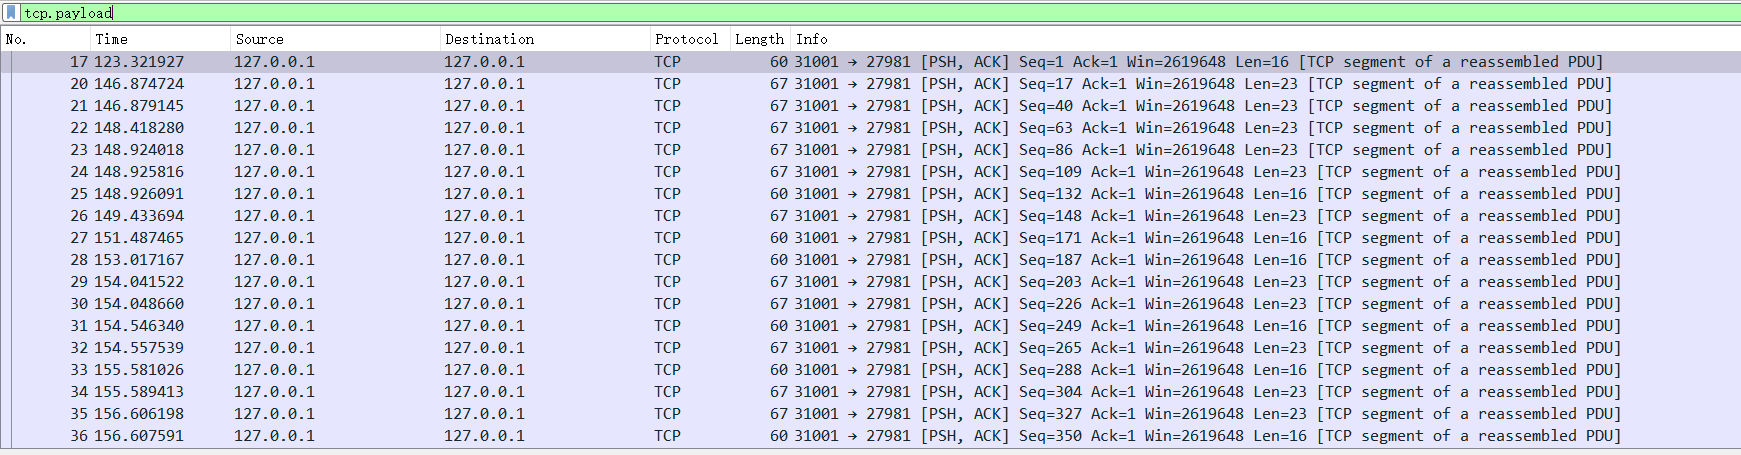 tcp.payload
No. Time Source Destination Protocol Length Info
17 123.321927 127.0.0.1 127.0.0.1 TCP 60 31001 → 27981 [PSH, ACK] Seq=1 Ack=1 Win=2619648 Len=16 [TCP segment of a reassembled PDU]
20 146.874724 127.0.0.1 127.0.0.1 TCP 67 31001 → 27981 [PSH, ACK] Seq=17 Ack=1 Win=2619648 Len=23 [TCP segment of a reassembled PDU]
21 146.879145 127.0.0.1 127.0.0.1 TCP 67 31001 → 27981 [PSH, ACK] Seq=40 Ack=1 Win=2619648 Len=23 [TCP segment of a reassembled PDU]
22 148.418280 127.0.0.1 127.0.0.1 TCP 67 31001 → 27981 [PSH, ACK] Seq=63 Ack=1 Win=2619648 Len=23 [TCP segment of a reassembled PDU]
23 148.924018 127.0.0.1 127.0.0.1 TCP 67 31001 → 27981 [PSH, ACK] Seq=86 Ack=1 Win=2619648 Len=23 [TCP segment of a reassembled PDU]
24 148.925816 127.0.0.1 127.0.0.1 TCP 67 31001 → 27981 [PSH, ACK] Seq=109 Ack=1 Win=2619648 Len=23 [TCP segment of a reassembled PDU]
25 148.926091 127.0.0.1 127.0.0.1 TCP 60 31001 → 27981 [PSH, ACK] Seq=132 Ack=1 Win=2619648 Len=16 [TCP segment of a reassembled PDU]
26 149.433694 127.0.0.1 127.0.0.1 TCP 67 31001 → 27981 [PSH, ACK] Seq=148 Ack=1 Win=2619648 Len=23 [TCP segment of a reassembled PDU]
27 151.487465 127.0.0.1 127.0.0.1 TCP 60 31001 → 27981 [PSH, ACK] Seq=171 Ack=1 Win=2619648 Len=16 [TCP segment of a reassembled PDU]
28 153.017167 127.0.0.1 127.0.0.1 TCP 60 31001 → 27981 [PSH, ACK] Seq=187 Ack=1 Win=2619648 Len=16 [TCP segment of a reassembled PDU]
29 154.041522 127.0.0.1 127.0.0.1 TCP 67 31001 → 27981 [PSH, ACK] Seq=203 Ack=1 Win=2619648 Len=23 [TCP segment of a reassembled PDU]
30 154.048660 127.0.0.1 127.0.0.1 TCP 67 31001 → 27981 [PSH, ACK] Seq=226 Ack=1 Win=2619648 Len=23 [TCP segment of a reassembled PDU]
31 154.546340 127.0.0.1 127.0.0.1 TCP 60 31001 → 27981 [PSH, ACK] Seq=249 Ack=1 Win=2619648 Len=16 [TCP segment of a reassembled PDU]
32 154.557539 127.0.0.1 127.0.0.1 TCP 67 31001 → 27981 [PSH, ACK] Seq=265 Ack=1 Win=2619648 Len=23 [TCP segment of a reassembled PDU]
33 155.581026 127.0.0.1 127.0.0.1 TCP 60 31001 → 27981 [PSH, ACK] Seq=288 Ack=1 Win=2619648 Len=16 [TCP segment of a reassembled PDU]
34 155.589413 127.0.0.1 127.0.0.1 TCP 67 31001 → 27981 [PSH, ACK] Seq=304 Ack=1 Win=2619648 Len=23 [TCP segment of a reassembled PDU]
35 156.606198 127.0.0.1 127.0.0.1 TCP 67 31001 → 27981 [PSH, ACK] Seq=327 Ack=1 Win=2619648 Len=23 [TCP segment of a reassembled PDU]
36 156.607591 127.0.0.1 127.0.0.1 TCP 60 31001 → 27981 [PSH, ACK] Seq=350 Ack=1 Win=2619648 Len=16 [TCP segment of a reassembled PDU]